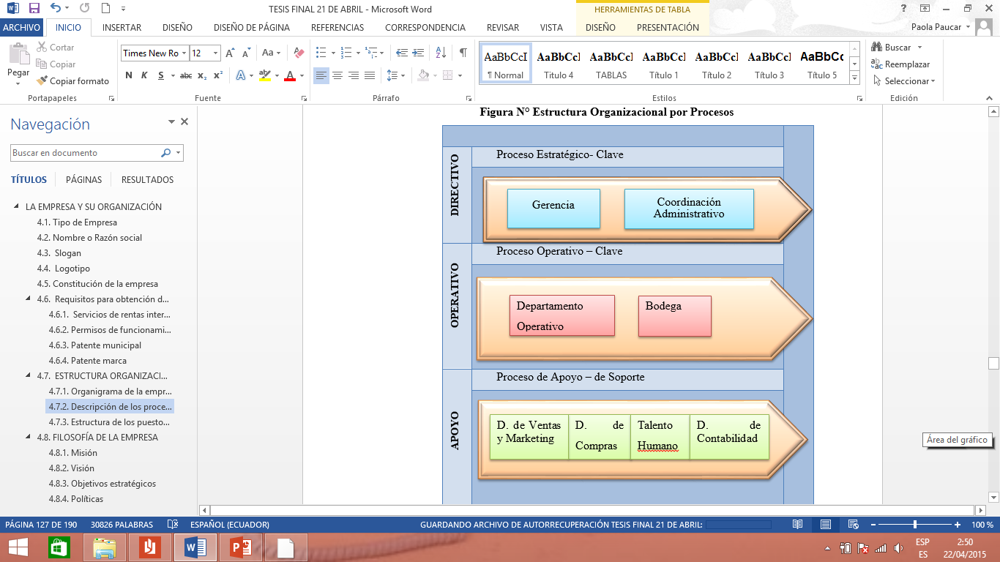 TESIS FINAL 21 DE ABRIL - Microsoft Word
HERRAMIENTAS DE TABLA
ARCHIVO INICIO INSERTAR DISEÑO DISEÑO DE PÁGINA REFERENCIAS CORRESPONDENCIA REVISAR VISTA DISEÑO PRESENTACIÓN
Paola Paucar
Pegar
Cortar
Copiar
Copiar formato
Portapapeles
Times New Ro 12
N K S abc x₂ x²
Fuente
Párrafo
AaBbCcI AaBbCcl AaBbCcl AaBbCcl AaBbCcl AaBbCcl AaBbCc
¶ Normal Título 4 TABLAS Título 1 Título 2 Título 3 Título 5
Estilos
Buscar
Reemplazar
Seleccionar
Edición
Navegación
Buscar en documento
TÍTULOS PÁGINAS RESULTADOS
LA EMPRESA Y SU ORGANIZACIÓN
4.1. Tipo de Empresa
4.2. Nombre o Razón social
4.3. Slogan
4.4. Logotipo
4.5. Constitución de la empresa
4.6. Requisitos para obtención d...
4.6.1. Servicios de rentas inter...
4.6.2. Permisos de funcionami...
4.6.3. Patente municipal
4.6.4. Patente marca
4.7. ESTRUCTURA ORGANIZACI...
4.7.1. Organigrama de la empr...
4.7.2. Descripción de los proce...
4.7.3. Estructura de los puesto...
4.8. FILOSOFÍA DE LA EMPRESA
4.8.1. Misión
4.8.2. Visión
4.8.3. Objetivos estratégicos
4.8.4. Políticas
Figura N° Estructura Organizacional por Procesos
DIRECTIVO
Proceso Estratégico- Clave
Gerencia
Coordinación
Administrativo
OPERATIVO
Proceso Operativo – Clave
Departamento
Operativo
Bodega
APOYO
Proceso de Apoyo – de Soporte
D. de Ventas
y Marketing
D. de
Compras
Talento
Humano
D. de
Contabilidad
Área del gráfico
PÁGINA 127 DE 190 30826 PALABRAS ESPAÑOL (ECUADOR) GUARDANDO ARCHIVO DE AUTORRECUPERACIÓN TESIS FINAL 21 DE ABRIL: 100 %
ESP
ES
2:50
22/04/2015